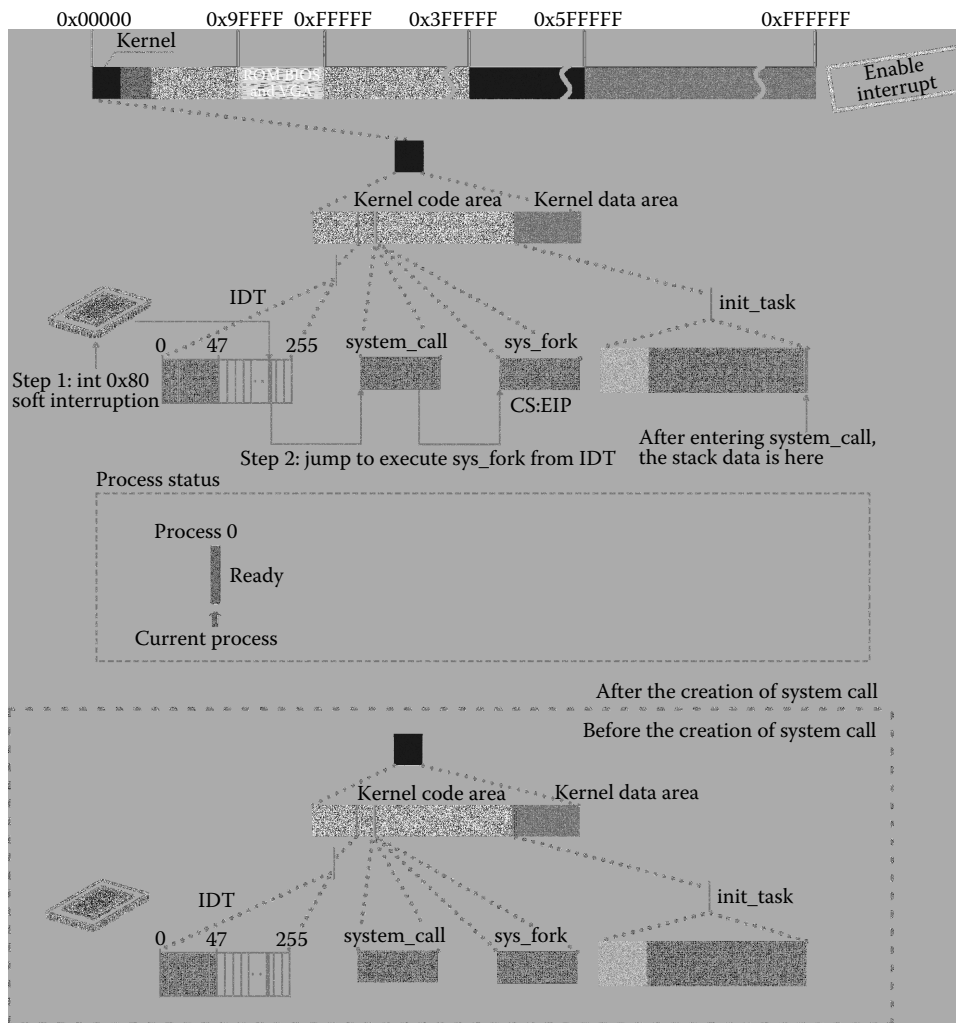 0x00000 0x9FFFF 0xFFFFF 0x3FFFFF 0x5FFFFF 0xFFFFFF
Kernel
ROM BIOS
and VGA
Enable
interrupt
Kernel code area Kernel data area
IDT
init_task
0 47 255
system_call
sys_fork
Step 1: int 0x80
soft interruption
CS:EIP
Step 2: jump to execute sys_fork from IDT
After entering system_call,
the stack data is here
Process status
Process 0
Ready
Current process
After the creation of system call
Before the creation of system call
Kernel code area Kernel data area
IDT
init_task
0 47 255
system_call
sys_fork